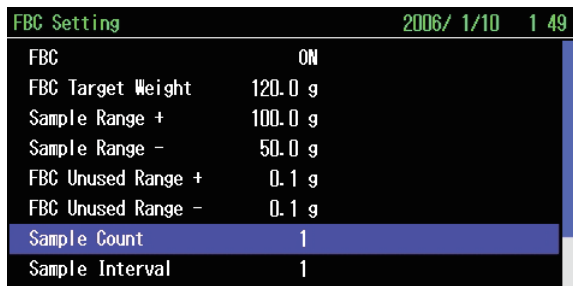 FBC Setting 2006/ 1/10 1 49
FBC ON
FBC Target Weight 120.0 g
Sample Range + 100.0 g
Sample Range - 50.0 g
FBC Unused Range + 0.1 g
FBC Unused Range - 0.1 g
Sample Count 1
Sample Interval 1